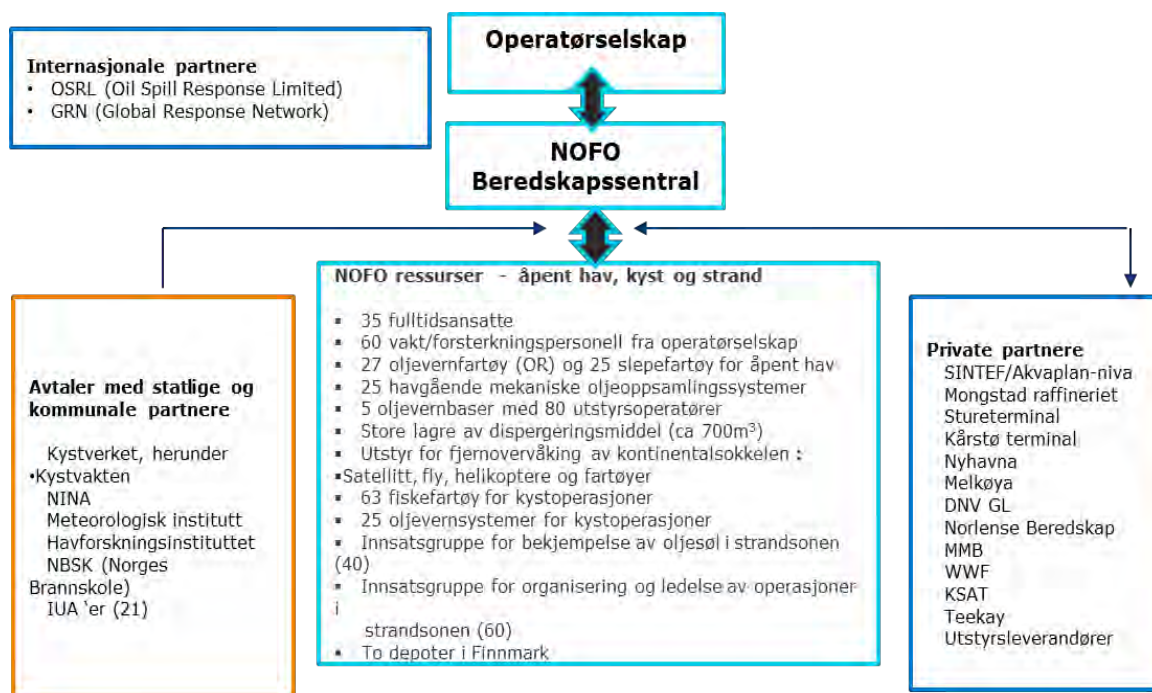 Operatørselskap
Internasjonale partnere
• OSRL (Oil Spill Response Limited)
• GRN (Global Response Network)
NOFO
Beredskapssentral
NOFO ressurser - åpent hav, kyst og strand
▪ 35 fulltidsansatte
▪ 60 vakt/forsterkningspersonell fra operatørselskap
▪ 27 oljevernfartøy (OR) og 25 slepefartøy for åpent hav
▪ 25 havgående mekaniske oljeoppsamlingssystemer
▪ 5 oljevernbaser med 80 utstyrsoperatører
▪ Store lagre av dispergeringsmiddel (ca 700m³)
▪ Utstyr for fjernovervåking av kontinentalsokkelen :
▪Satellitt, fly, helikoptere og fartøyer
▪ 63 fiskefartøy for kystoperasjoner
▪ 25 oljevernsystemer for kystoperasjoner
▪ Innsatsgruppe for bekjempelse av oljesøl i strandsonen
(40)
▪ Innsatsgruppe for organisering og ledelse av operasjoner
i
strandsonen (60)
▪ To depoter i Finnmark
Avtaler med statlige og
kommunale partnere
Kystverket, herunder
•Kystvakten
NINA
Meteorologisk institutt
Havforskningsinstituttet
NBSK (Norges
Brannskole)
IUA 'er (21)
Private partnere
SINTEF/Akvaplan-niva
Mongstad raffineriet
Stureterminal
Kårstø terminal
Nyhavna
Melkøya
DNV GL
Norlense Beredskap
MMB
WWF
KSAT
Teekay
Utstyrsleverandører